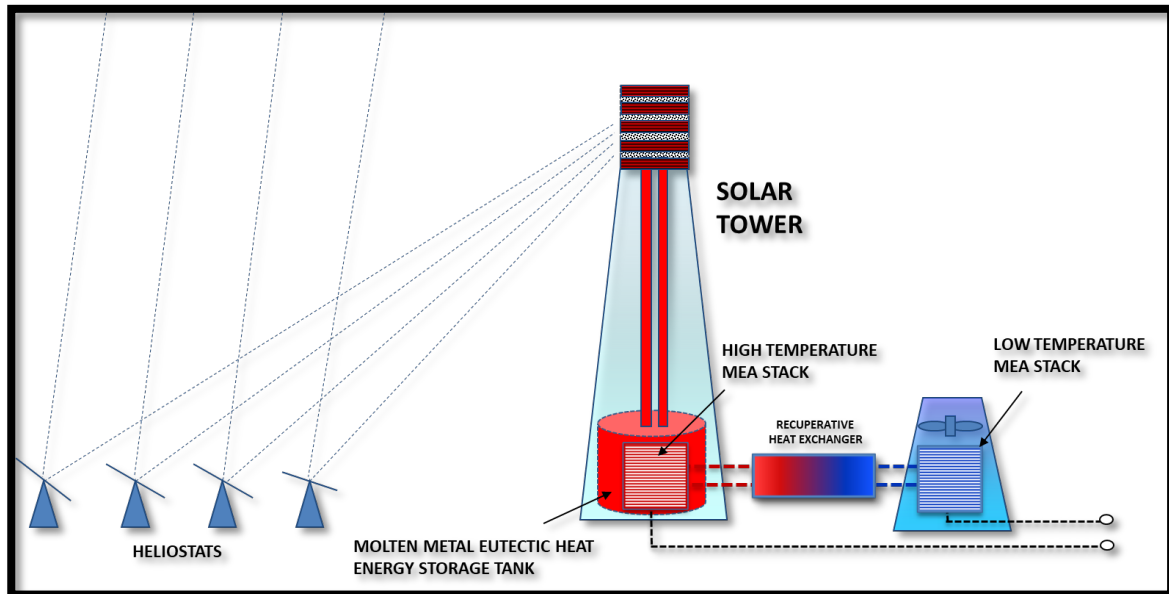 SOLAR
TOWER
HIGH TEMPERATURE
MEA STACK
LOW TEMPERATURE
MEA STACK
RECUPERATIVE
HEAT EXCHANGER
HELIOSTATS
MOLTEN METAL EUTECTIC HEAT
ENERGY STORAGE TANK